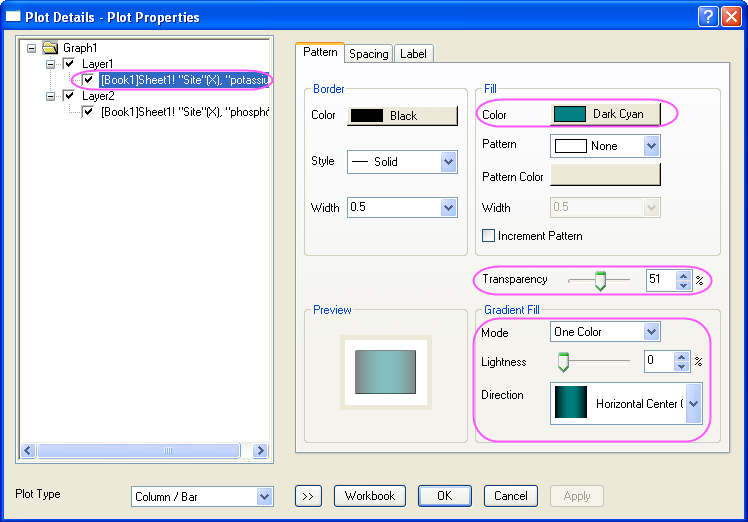 Plot Details - Plot Properties
Graph1
Layer1
[Book1]Sheet1! "Site"(X), "potassiu
Layer2
[Book1]Sheet1! "Site"(X), "phosph
Pattern Spacing Label
Border
Color Black
Style Solid
Width 0.5
Fill
Color Dark Cyan
Pattern None
Pattern Color
Width 0.5
Increment Pattern
Transparency 51 %
Preview
Gradient Fill
Mode One Color
Lightness 0 %
Direction Horizontal Center (
Plot Type Column / Bar
>> Workbook OK Cancel Apply